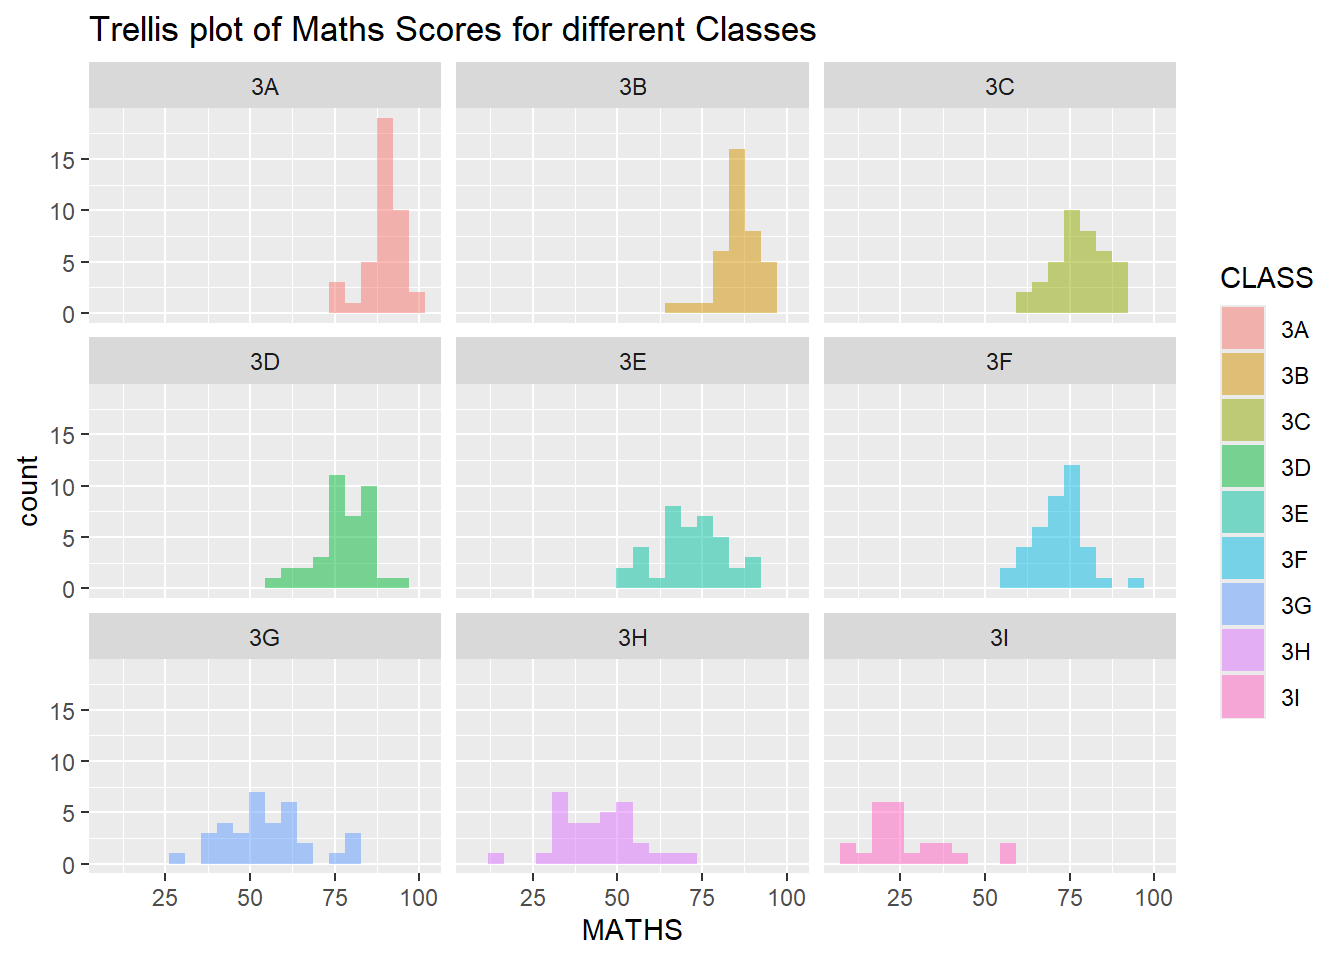 Trellis plot of Maths Scores for different Classes
3A 3B 3C
15
10
5
0
3D 3E 3F
15
10
5
0
3G 3H 3I
15
10
5
0
25 50 75 100 25 50 75 100 25 50 75 100
MATHS
count
CLASS
3A
3B
3C
3D
3E
3F
3G
3H
3I